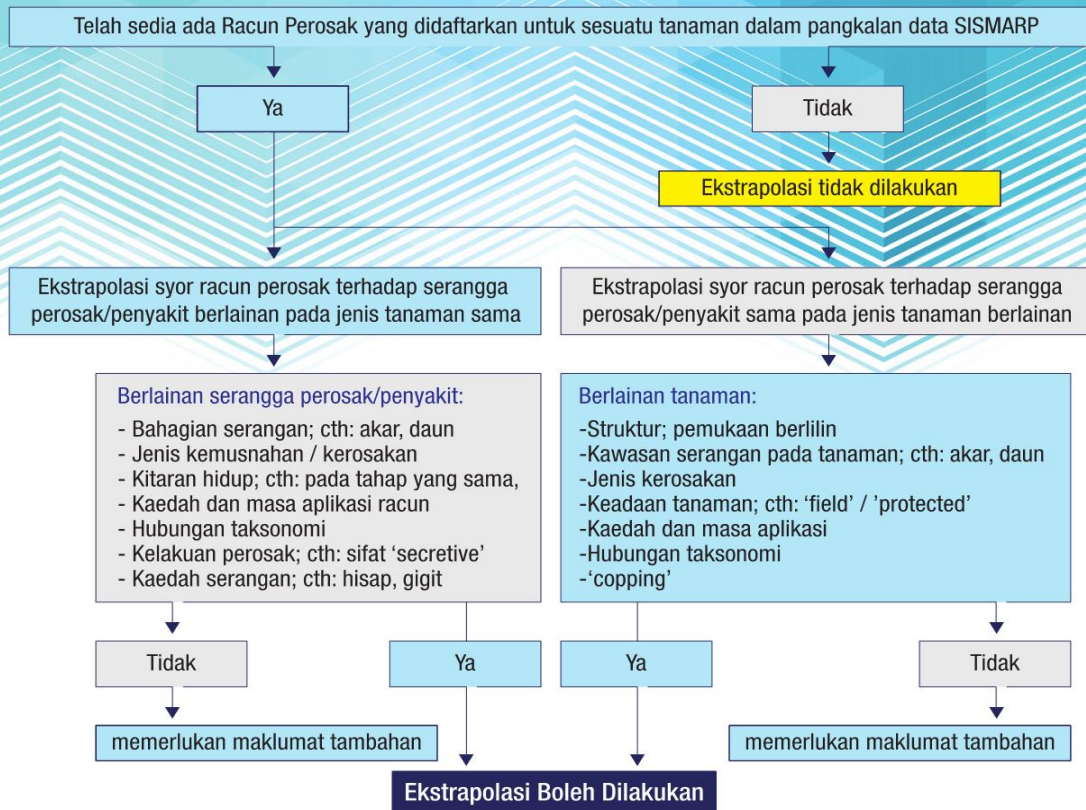 Telah sedia ada Racun Perosak yang didaftarkan untuk sesuatu tanaman dalam pangkalan data SISMARP
Ya
Tidak
Ekstrapolasi tidak dilakukan
Ekstrapolasi syor racun perosak terhadap serangga
perosak/penyakit berlainan pada jenis tanaman sama
Ekstrapolasi syor racun perosak terhadap serangga
perosak/penyakit sama pada jenis tanaman berlainan
Berlainan serangga perosak/penyakit:
- Bahagian serangan; cth: akar, daun
- Jenis kemusnahan / kerosakan
- Kitaran hidup; cth: pada tahap yang sama,
- Kaedah dan masa aplikasi racun
- Hubungan taksonomi
- Kelakuan perosak; cth: sifat ‘secretive’
- Kaedah serangan; cth: hisap, gigit
Berlainan tanaman:
-Struktur; pemukaan berlilin
-Kawasan serangan pada tanaman; cth: akar, daun
-Jenis kerosakan
-Keadaan tanaman; cth: ‘field’ / ’protected’
-Kaedah dan masa aplikasi
-Hubungan taksonomi
-‘copping’
Tidak
Ya
Ya
Tidak
memerlukan maklumat tambahan
memerlukan maklumat tambahan
Ekstrapolasi Boleh Dilakukan